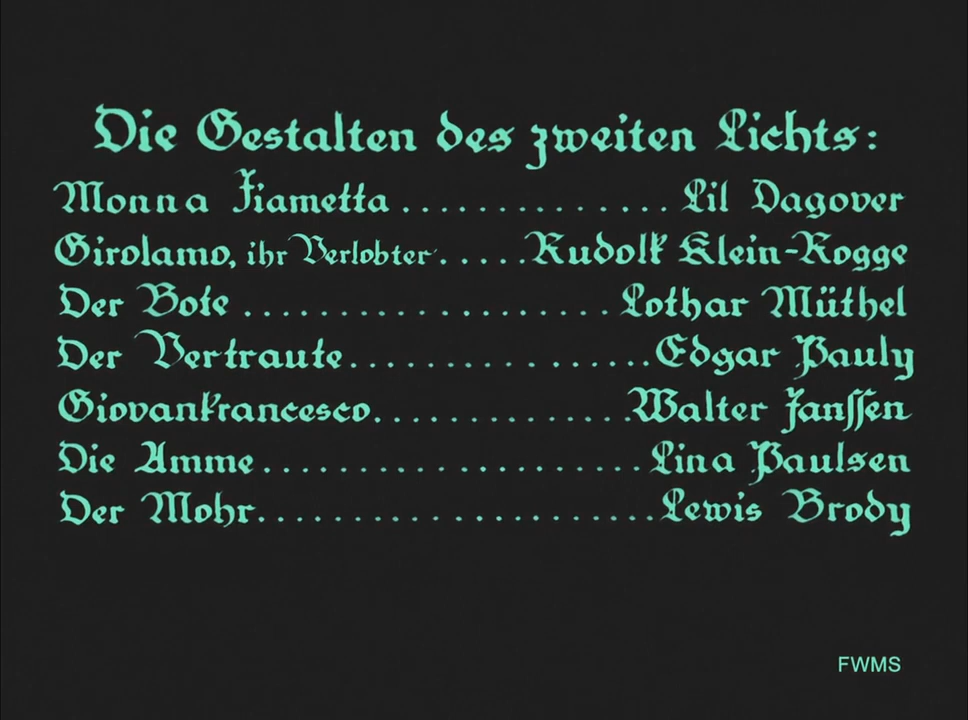 Die Gestalten des zweiten Lichts:
Monna Fiametta .............. Lil Dagover
Girolamo, ihr Verlobter.....Rudolf Klein-Rogge
Der Bote ................... Lothar Müthel
Der Vertraute................Edgar Pauly
Giovanfrancesco..............Walter Janssen
Die Amme.................... Lina Paulsen
Der Mohr.....................Lewis Brody
FWMS